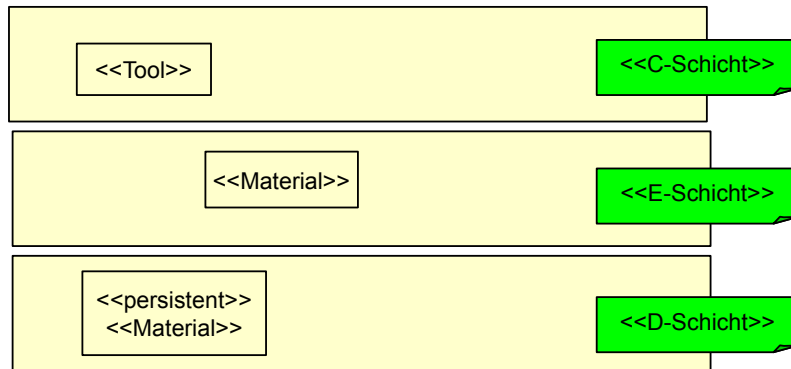 <<Tool>>
<<C-Schicht>>
<<Material>>
<<E-Schicht>>
<<persistent>>
<<Material>>
<<D-Schicht>>